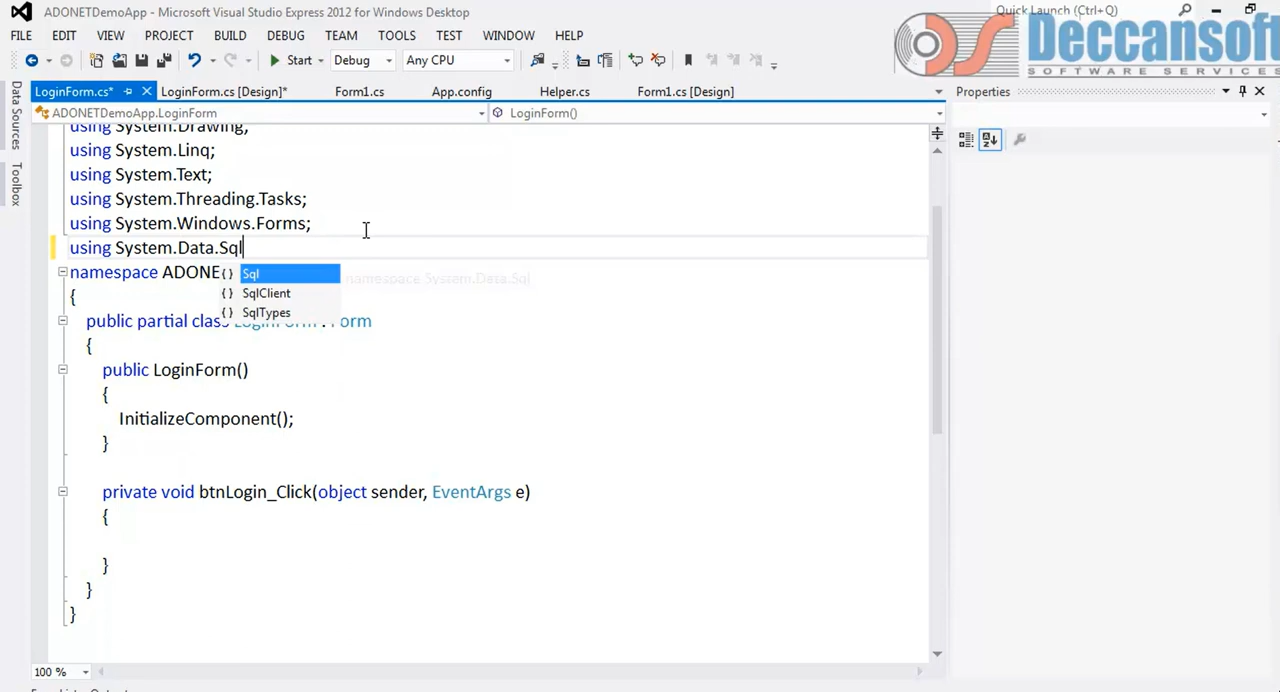 ADONETDemoApp - Microsoft Visual Studio Express 2012 for Windows Desktop
Quick Launch (Ctrl+Q)
FILE EDIT VIEW PROJECT BUILD DEBUG TEAM TOOLS TEST WINDOW HELP
Deccansoft
SOFTWARE SERVICES
Start Debug Any CPU
LoginForm.cs* LoginForm.cs [Design]* Form1.cs App.config Helper.cs Form1.cs [Design] Properties
ADONETDemoApp.LoginForm LoginForm()
Data Sources
Toolbox
using System.Drawing;
using System.Linq;
using System.Text;
using System.Threading.Tasks;
using System.Windows.Forms;
using System.Data.Sql
namespace ADONE
{} Sql
namespace System.Data.Sql
{
{} SqlClient
{} SqlTypes
public partial class LoginForm : Form
{
public LoginForm()
{
InitializeComponent();
}
private void btnLogin_Click(object sender, EventArgs e)
{
}
}
}
100 %